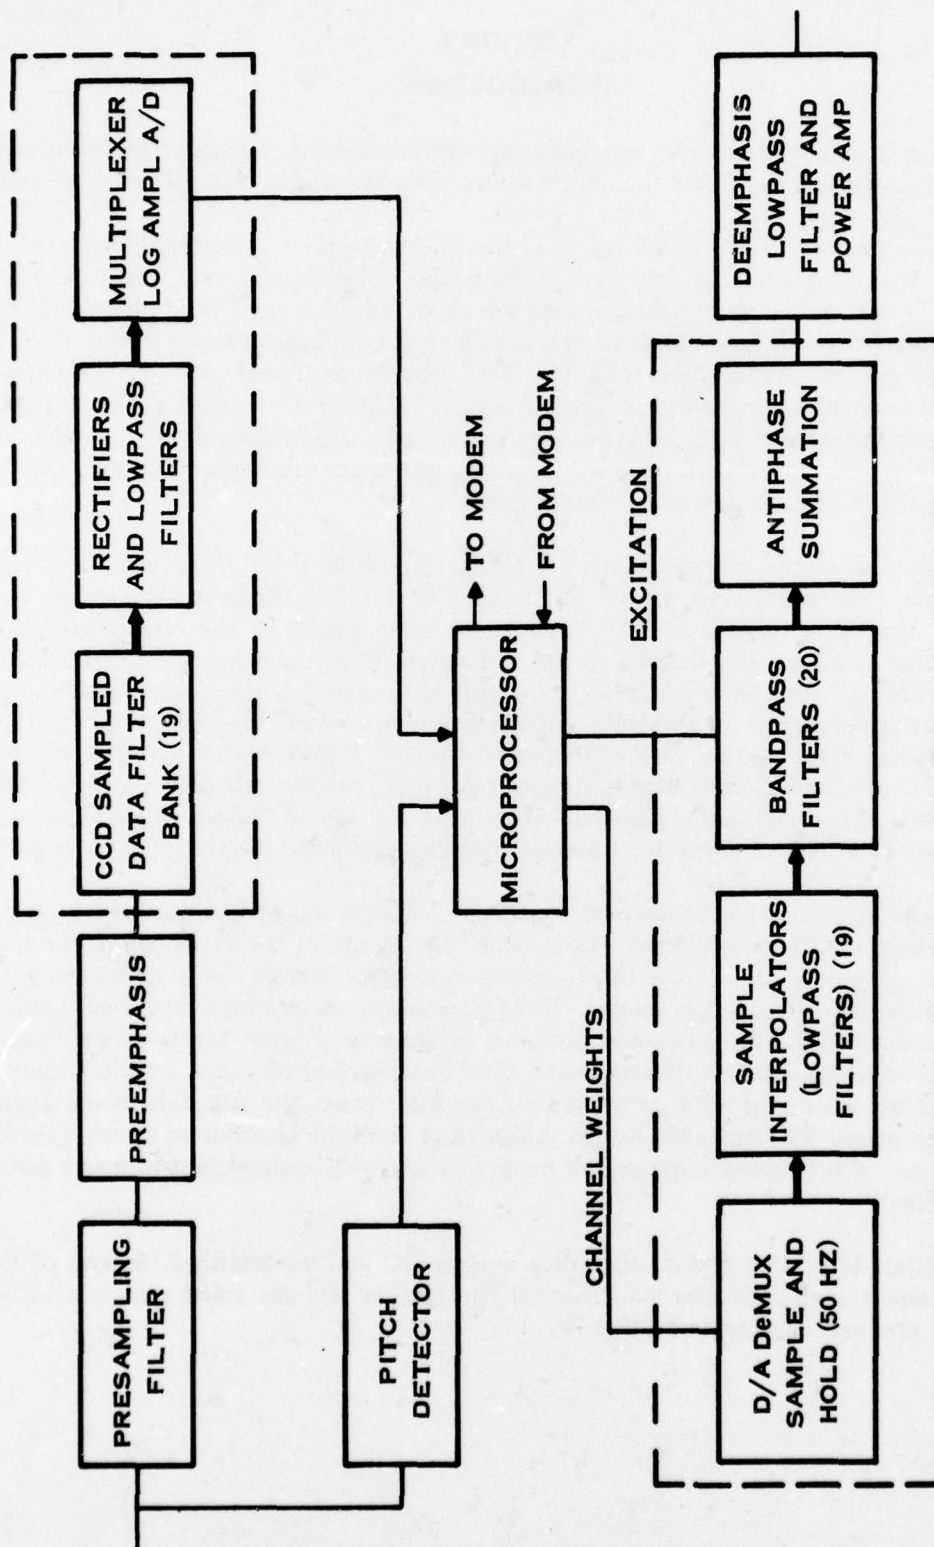 PRESAMPLING
FILTER
PREEMPHASIS
CCD SAMPLED
DATA FILTER
BANK (19)
RECTIFIERS
AND LOWPASS
FILTERS
MULTIPLEXER
LOG AMPL A/D
PITCH
DETECTOR
MICROPROCESSOR
TO MODEM
FROM MODEM
CHANNEL WEIGHTS
EXCITATION
D/A DeMUX
SAMPLE AND
HOLD (50 HZ)
SAMPLE
INTERPOLATORS
(LOWPASS
FILTERS) (19)
BANDPASS
FILTERS (20)
ANTIPHASE
SUMMATION
DEEMPHASIS
LOWPASS
FILTER AND
POWER AMP